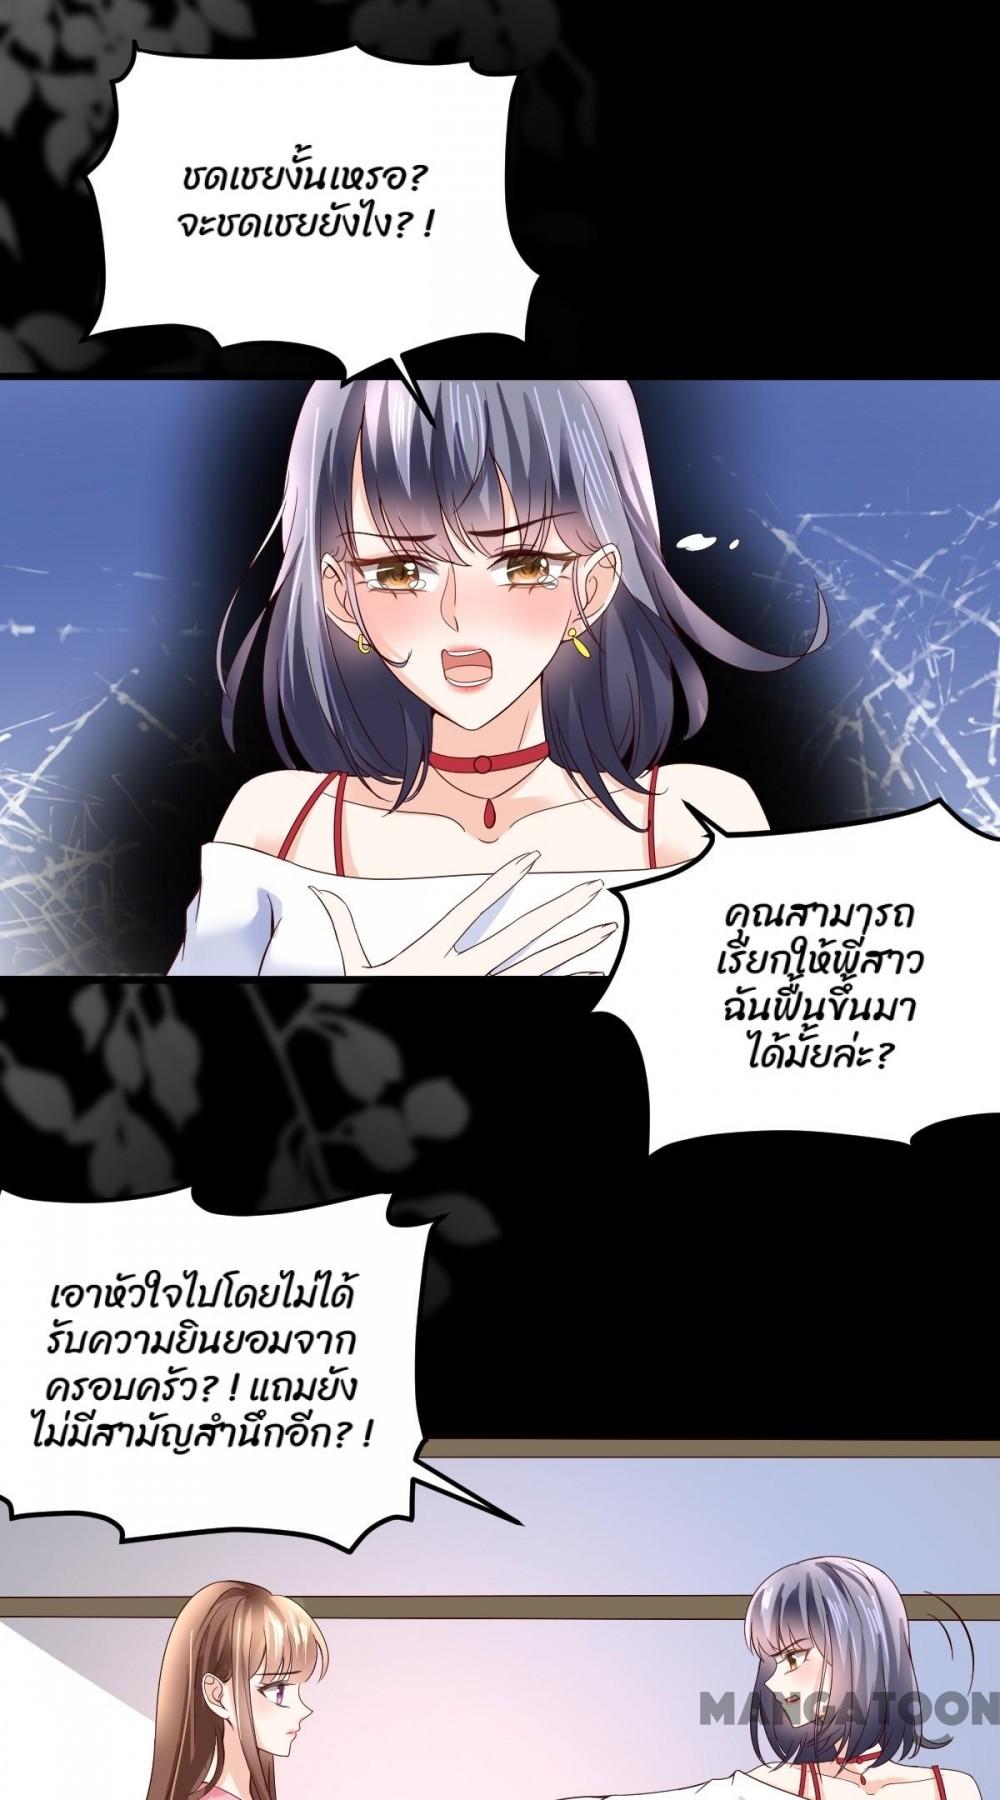 ชดเชยงั้นเหรอ?
จะชดเชยยังไง?!
คุณสามารถ
เรียกให้พี่สาว
ฉันฟื้นขึ้นมา
ได้มั้ยล่ะ?
เอาหัวใจไปโดยไม่ได้
รับความยินยอมจาก
ครอบครัว?! แถมยัง
ไม่มีสามัญสำนึกอีก?!
MANGATOON